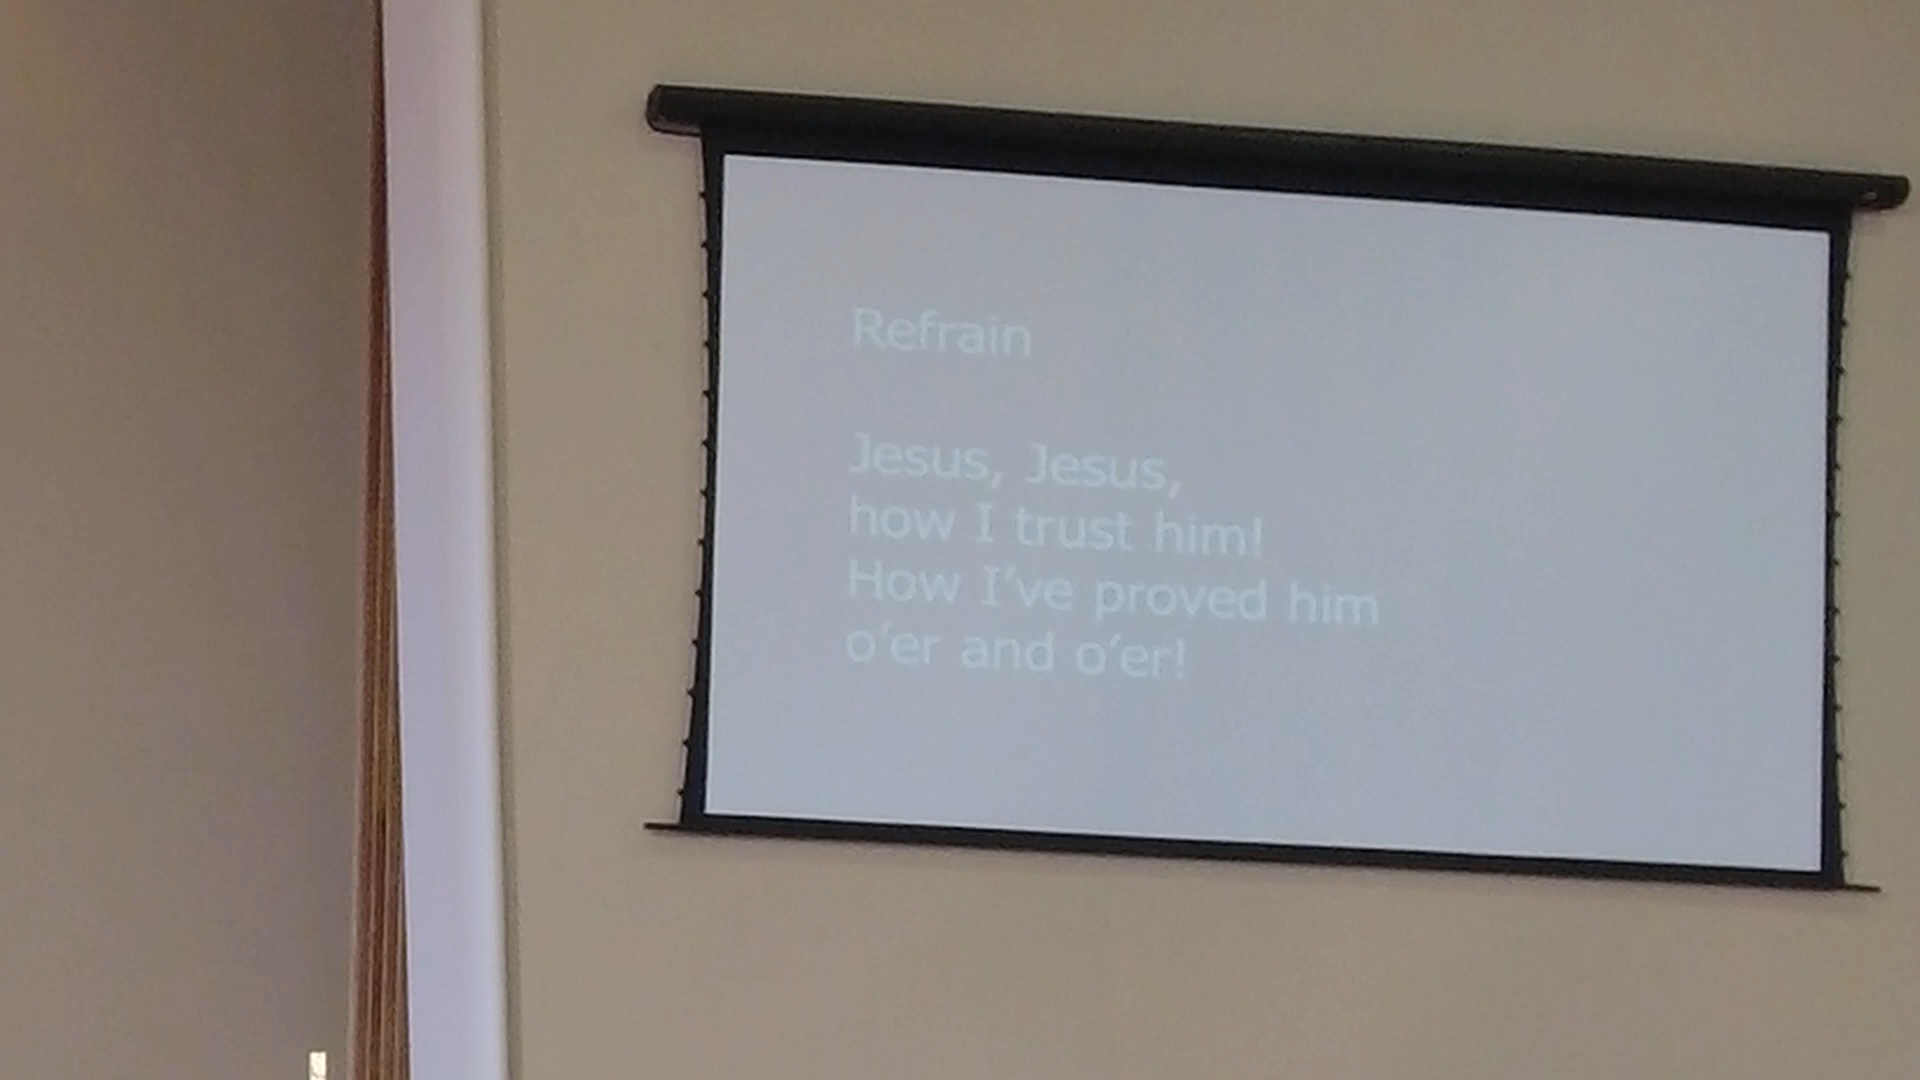 Refrain
Jesus, Jesus,
how I trust him!
How I’ve proved him
o’er and o’er!